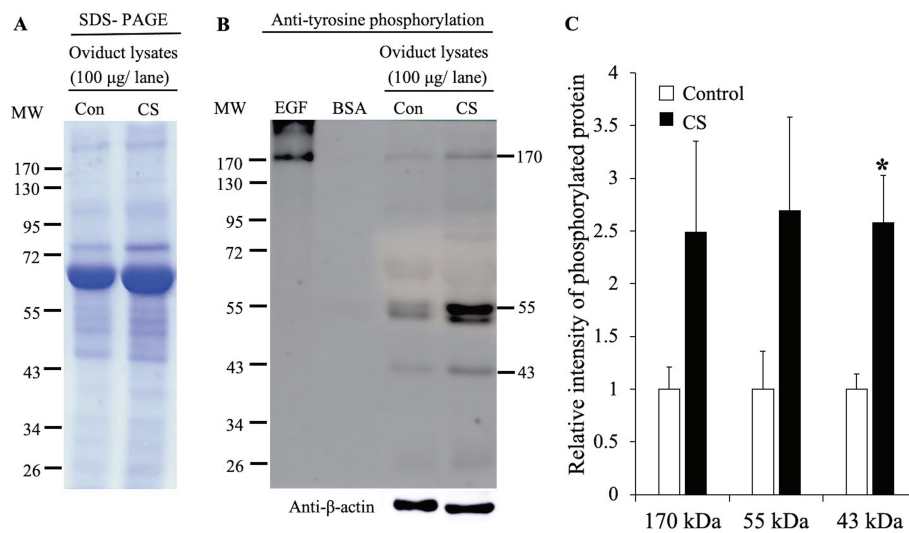 A
SDS- PAGE
Oviduct lysates
(100 μg/ lane)
MW Con CS
170
130
95
72
55
43
34
26
B
Anti-tyrosine phosphorylation
Oviduct lysates
(100 μg/ lane)
MW EGF BSA Con CS
170
130
95
72
55
43
34
26
170
55
43
Anti-β-actin
C
Relative intensity of phosphorylated protein
4
3.5
3
2.5
2
1.5
1
0.5
0
Control
CS
*
170 kDa 55 kDa 43 kDa